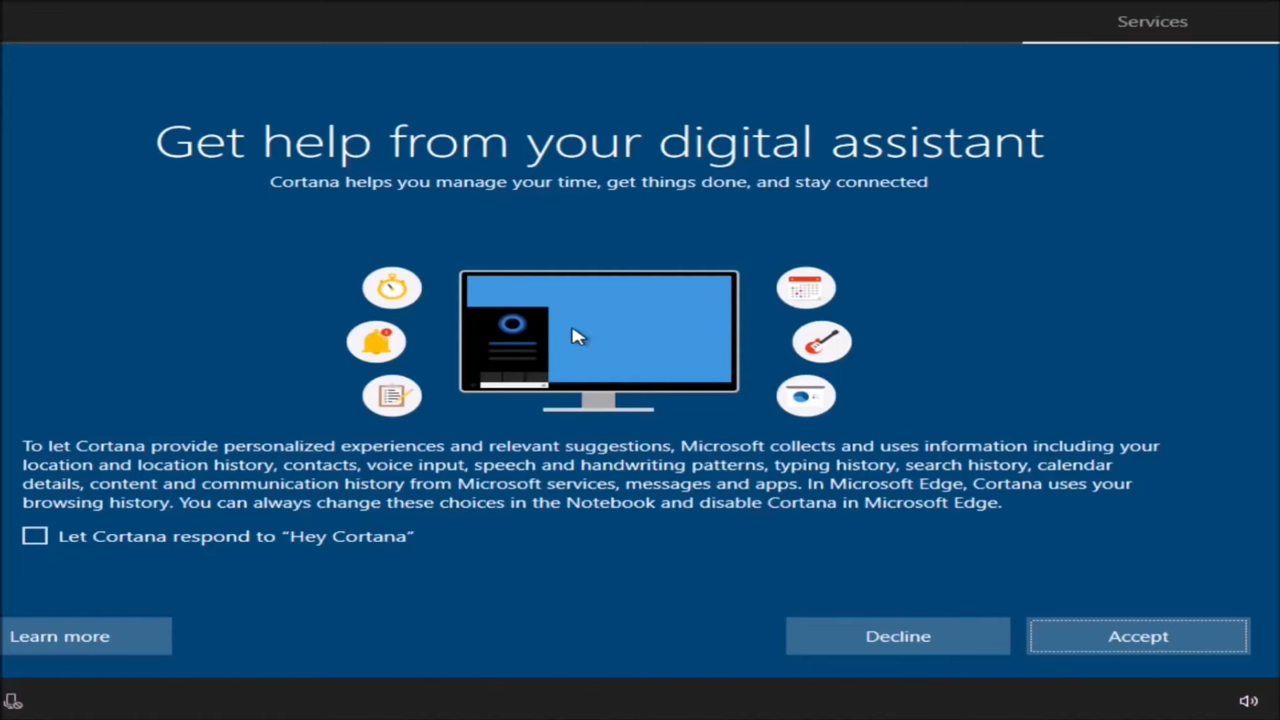 Services
Get help from your digital assistant
Cortana helps you manage your time, get things done, and stay connected
To let Cortana provide personalized experiences and relevant suggestions, Microsoft collects and uses information including your
location and location history, contacts, voice input, speech and handwriting patterns, typing history, search history, calendar
details, content and communication history from Microsoft services, messages and apps. In Microsoft Edge, Cortana uses your
browsing history. You can always change these choices in the Notebook and disable Cortana in Microsoft Edge.
Let Cortana respond to “Hey Cortana”
Learn more
Decline
Accept